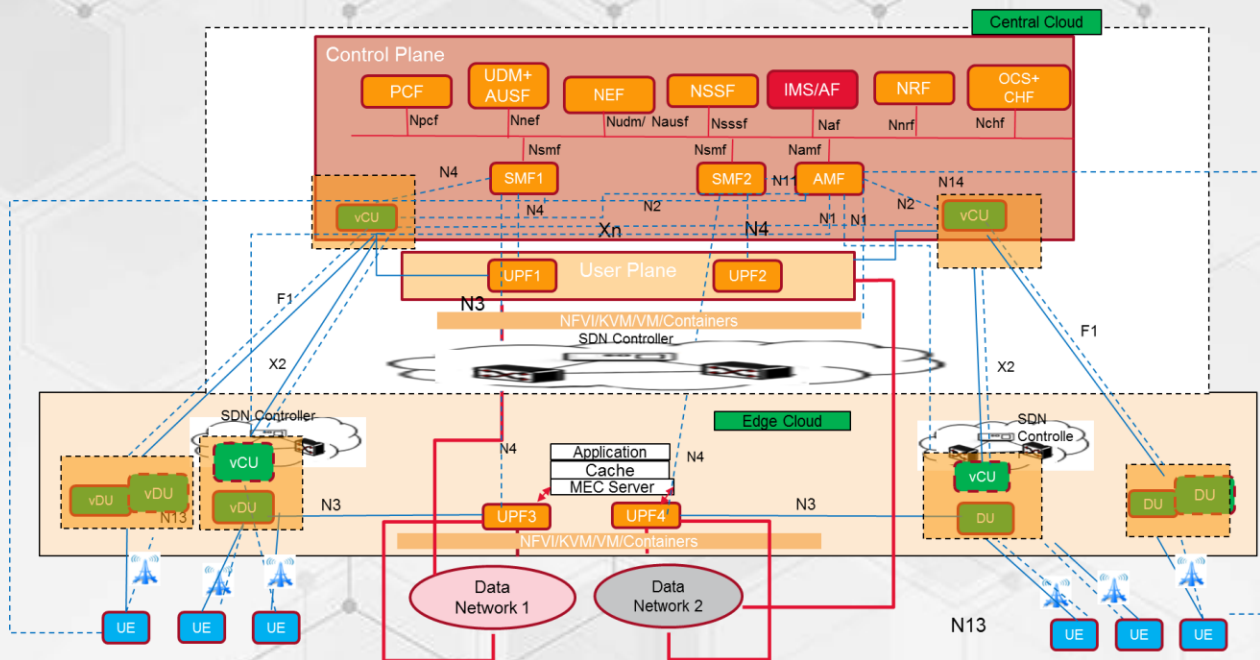 Central Cloud
Control Plane
PCF
UDM+
AUSF
NEF
NSSF
IMS/AF
NRF
OCS+
CHF
Npcf
Nnef
Nudm/ Nausf
Nsssf
Naf
Nnrf
Nchf
Nsmf
Nsmf
Namf
N4
SMF1
SMF2
N11
AMF
N14
vCU
N4
N2
N1
N1
N2
vCU
Xn
N4
UPF1
User Plane
UPF2
F1
N3
NFVI/KVM/VM/Containers
SDN Controller
F1
X2
X2
SDN Controller
Edge Cloud
SDN
Controlle
vCU
N4
Application
Cache
MEC Server
N4
vCU
vDU
vDU
N13
vDU
N3
UPF3
UPF4
N3
DU
DU
DU
NFVI/KVM/VM/Containers
Data
Network 1
Data
Network 2
UE
UE
UE
N13
UE
UE
UE